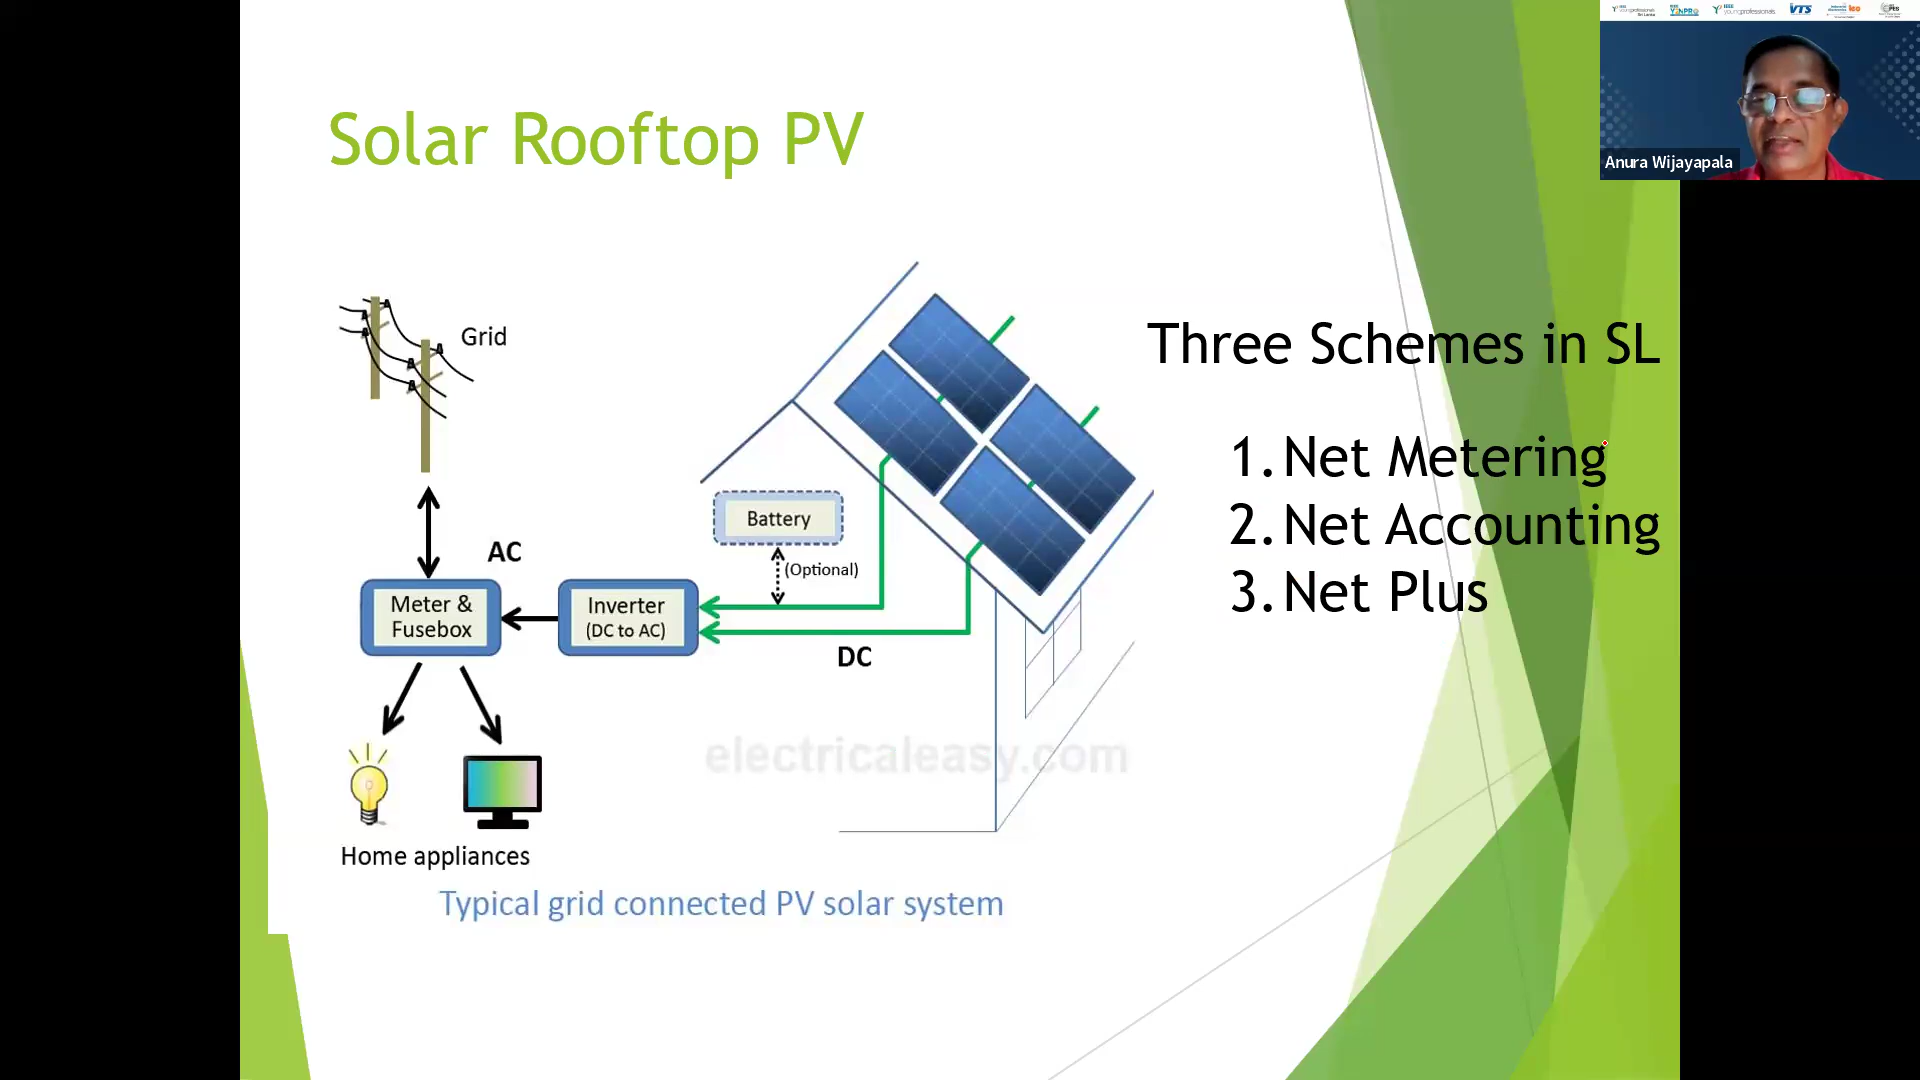 Solar Rooftop PV
Grid
AC
Meter &
Fusebox
Inverter
(DC to AC)
Battery
(Optional)
DC
Home appliances
electricaleasy.com
Typical grid connected PV solar system
Three Schemes in SL
1. Net Metering
2. Net Accounting
3. Net Plus
VTS
Anura Wijayapala